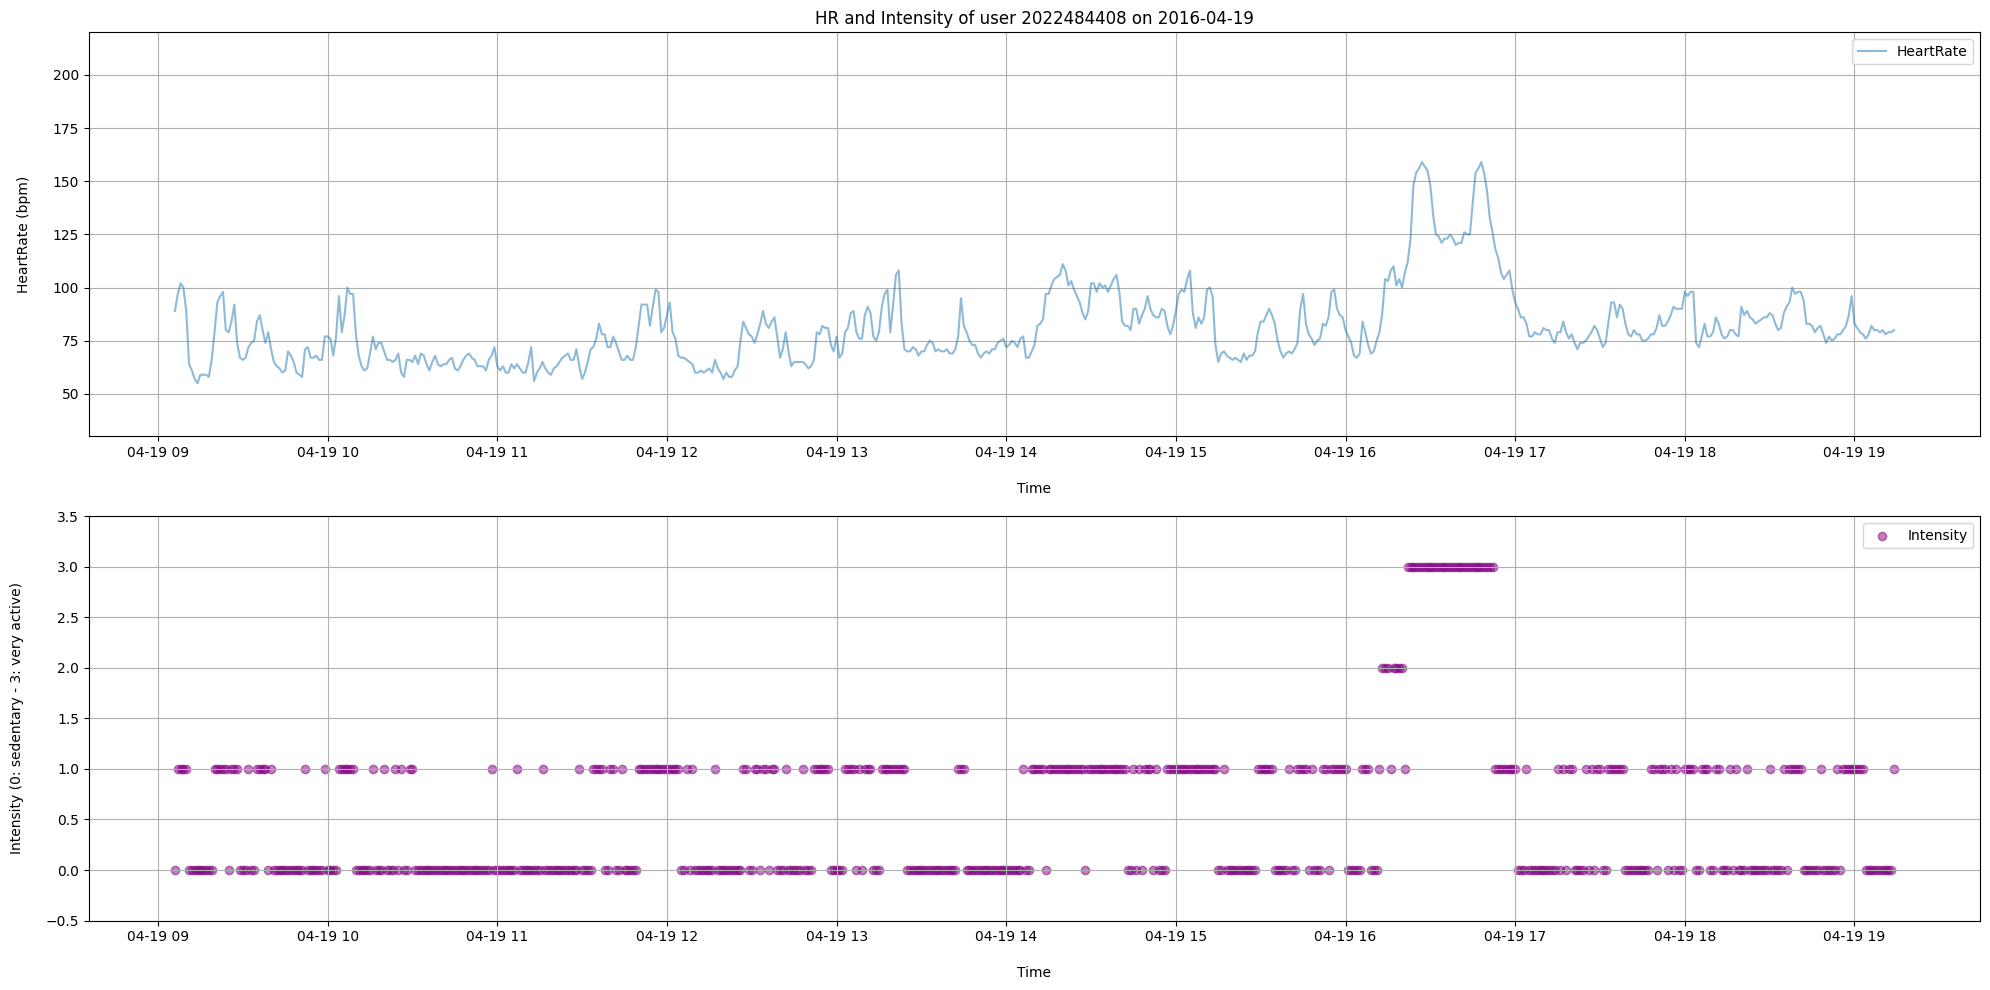 HR and Intensity of user 2022484408 on 2016-04-19
HeartRate
200
175
150
125
100
75
50
HeartRate (bpm)
04-19 09 04-19 10 04-19 11 04-19 12 04-19 13 04-19 14 04-19 15 04-19 16 04-19 17 04-19 18 04-19 19
Time
Intensity
3.5
3.0
2.5
2.0
1.5
1.0
0.5
0.0
−0.5
Intensity (0: sedentary - 3: very active)
04-19 09 04-19 10 04-19 11 04-19 12 04-19 13 04-19 14 04-19 15 04-19 16 04-19 17 04-19 18 04-19 19
Time